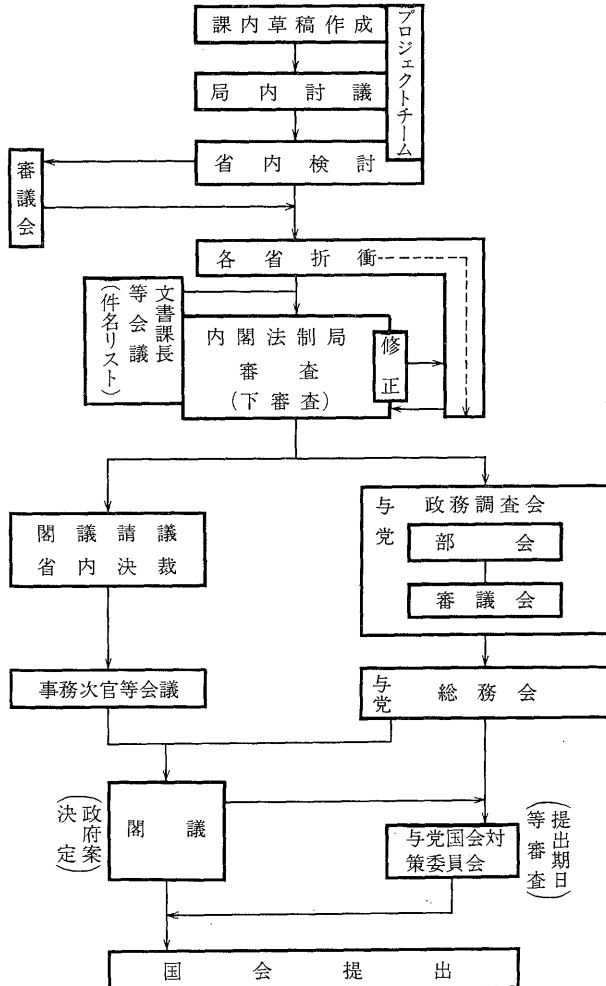 課内草稿作成
プロジェクトチーム
局内討議
省内検討
審議会
各省折衝
文書課長
等会議
(件名リスト)
内閣法制局
審査
(下審査)
修正
閣議請議
省内決裁
与党
政務調査会
部会
審議会
事務次官等会議
与党
総務会
(政府案
決定)
閣議
与党国会対
策委員会
(提出期日
等審査)
国会提出